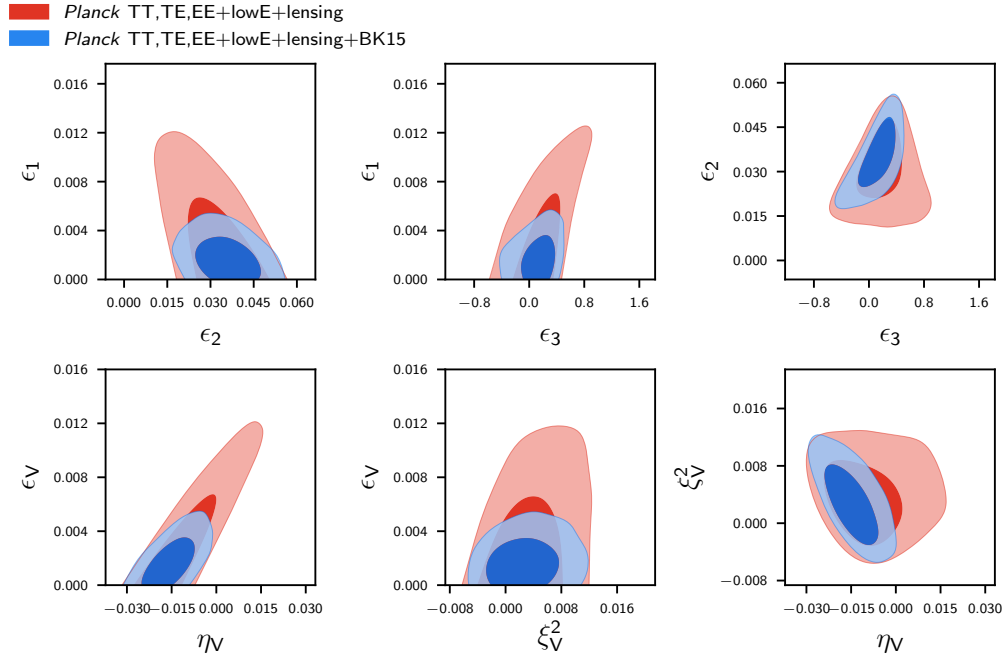 Planck TT,TE,EE+lowE+lensing
Planck TT,TE,EE+lowE+lensing+BK15
0.016
0.012
0.008
0.004
0.000
ϵ₁
0.000 0.015 0.030 0.045 0.060
ϵ₂
0.016
0.012
0.008
0.004
0.000
ϵ₁
−0.8 0.0 0.8 1.6
ϵ₃
0.060
0.045
0.030
0.015
0.000
ϵ₂
−0.8 0.0 0.8 1.6
ϵ₃
0.016
0.012
0.008
0.004
0.000
ϵ_V
−0.030 −0.015 0.000 0.015 0.030
η_V
0.016
0.012
0.008
0.004
0.000
ϵ_V
−0.008 0.000 0.008 0.016
ξ²_V
0.016
0.008
0.000
−0.008
ξ²_V
−0.030 −0.015 0.000 0.015 0.030
η_V